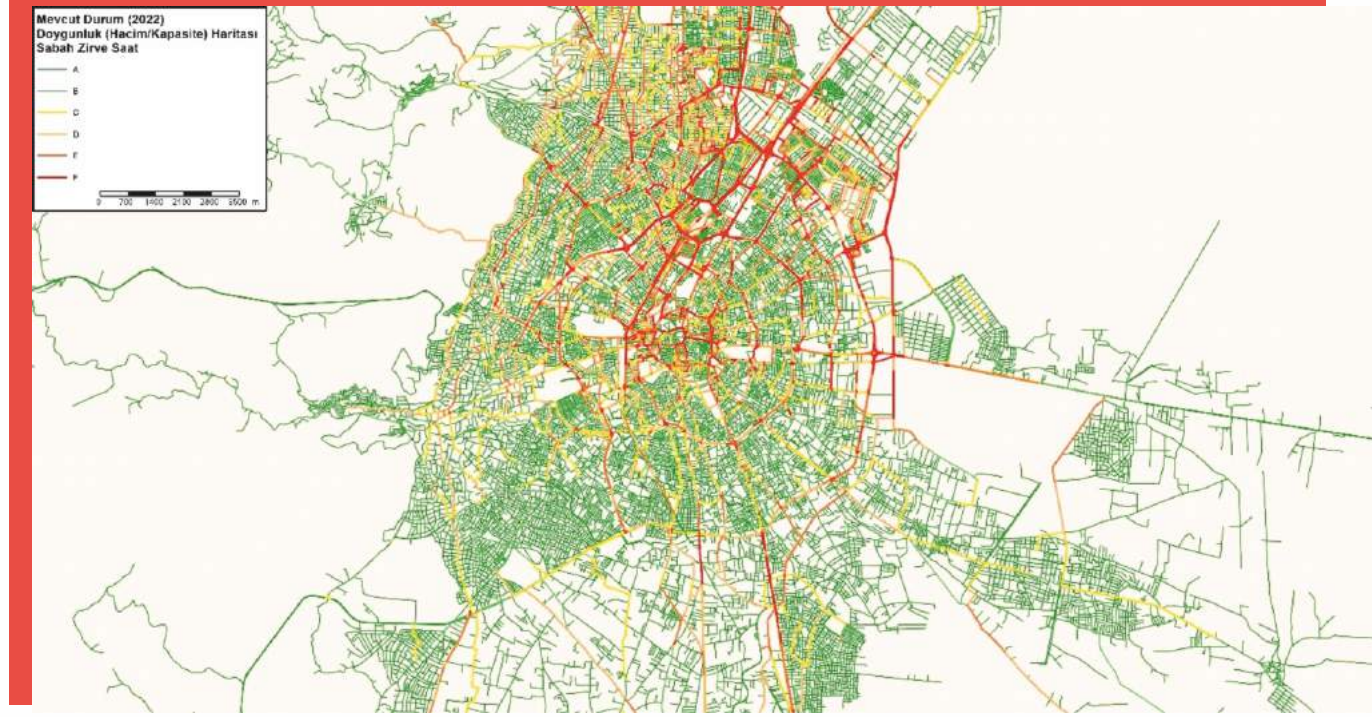 Mevcut Durum (2022)
Doygunluk (Hacim/Kapasite) Haritası
Sabah Zirve Saat
A
B
C
D
E
F
0 700 1400 2100 2800 3500 m